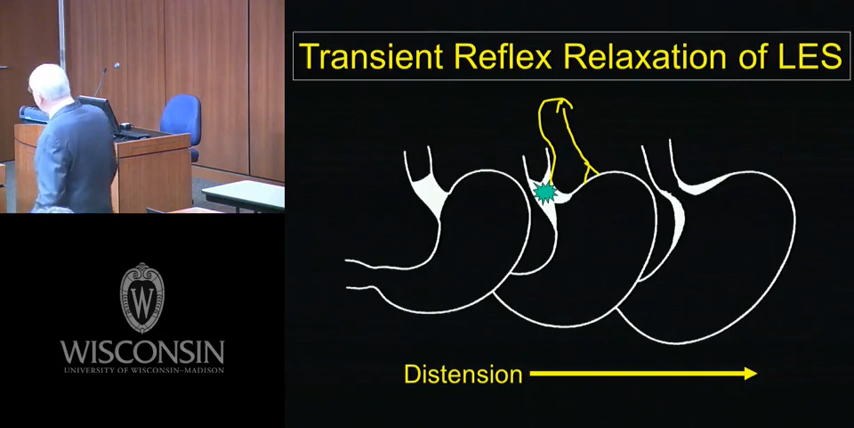 Transient Reflex Relaxation of LES
W
WISCONSIN
UNIVERSITY OF WISCONSIN–MADISON
Distension